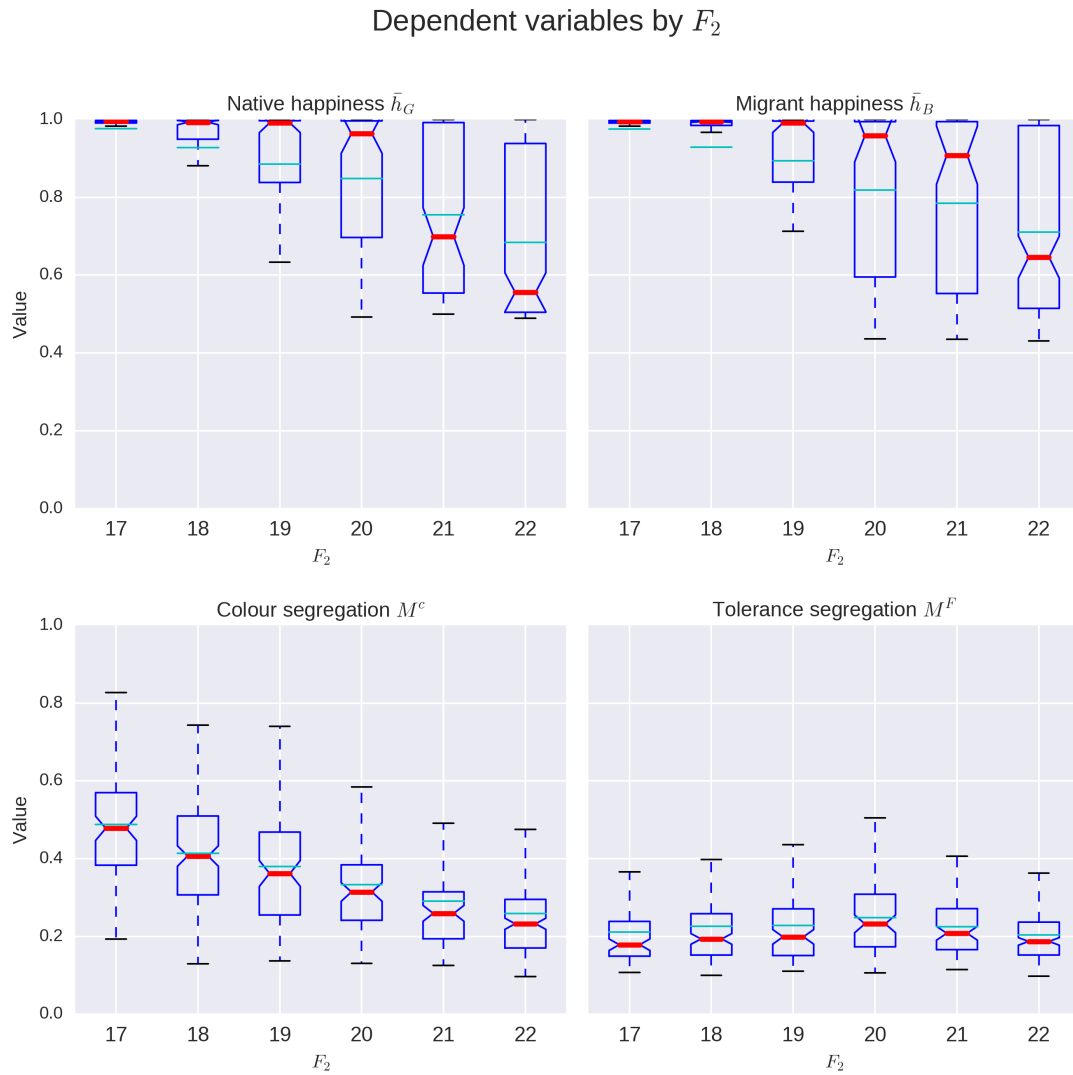 Dependent variables by F₂
Native happiness h̄_G
Migrant happiness h̄_B
Value
1.0
0.8
0.6
0.4
0.2
0.0
17 18 19 20 21 22
17 18 19 20 21 22
F₂
F₂
Colour segregation Mᶜ
Tolerance segregation M^F
Value
1.0
0.8
0.6
0.4
0.2
0.0
17 18 19 20 21 22
17 18 19 20 21 22
F₂
F₂